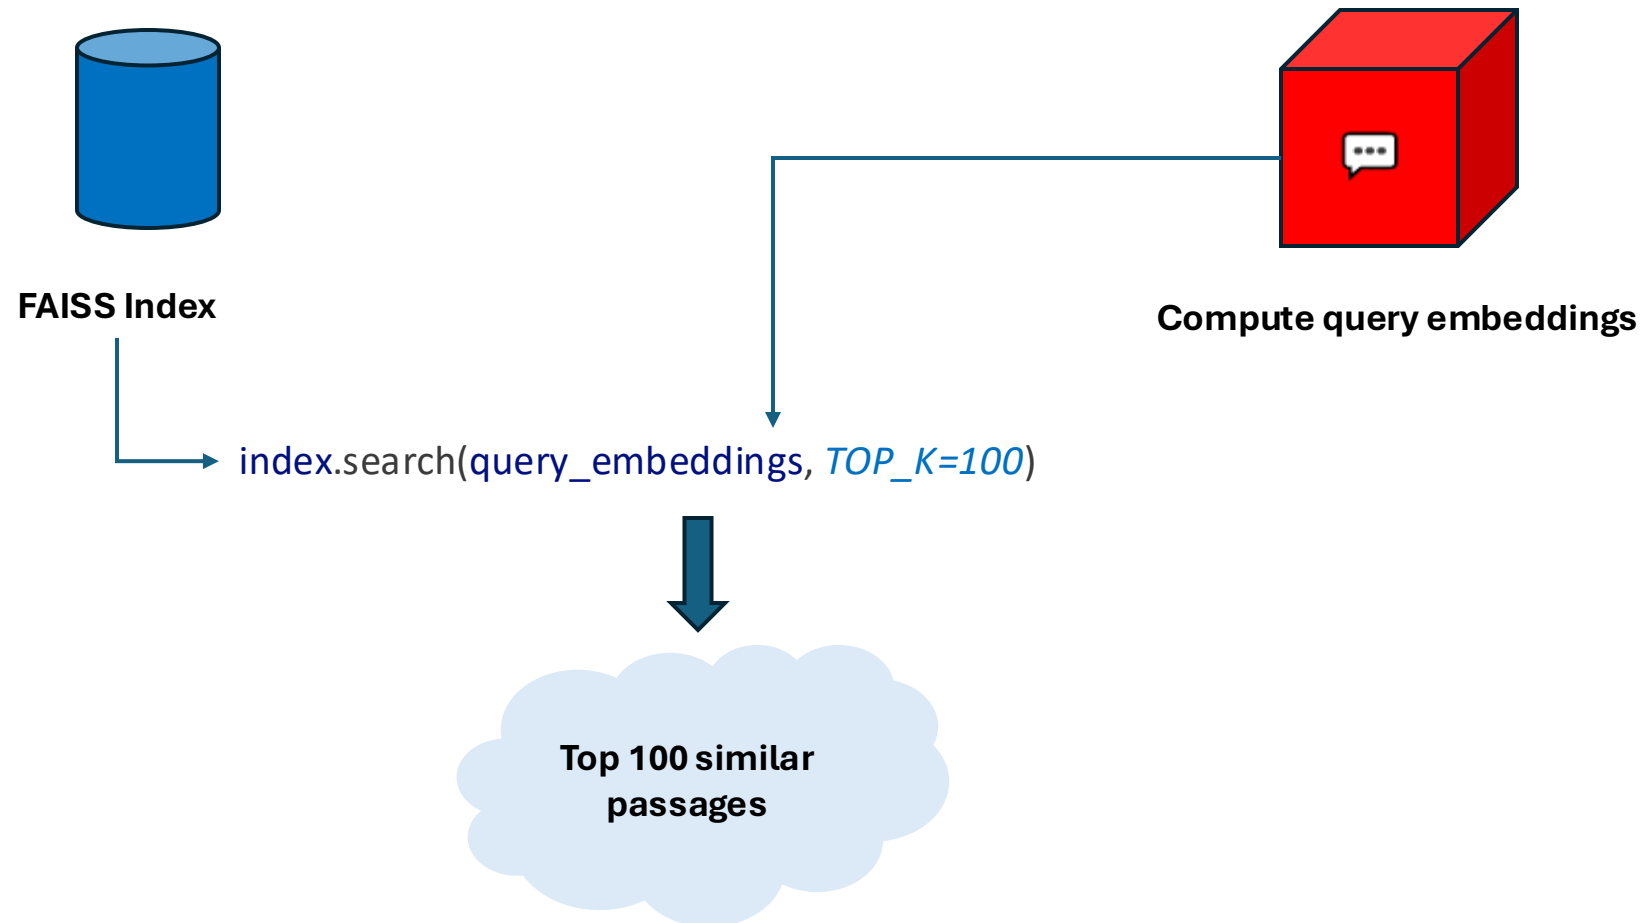 FAISS Index
Compute query embeddings
index.search(query_embeddings, TOP_K=100)
Top 100 similar
passages